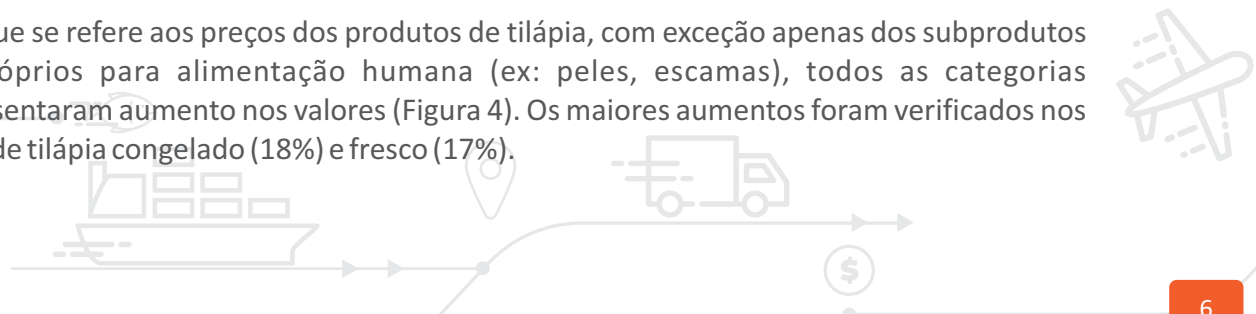 ue se refere aos preços dos produtos de tilápia, com exceção apenas dos subprodutos
óprios para alimentação humana (ex: peles, escamas), todos as categorias
sentaram aumento nos valores (Figura 4). Os maiores aumentos foram verificados nos
de tilápia congelado (18%) e fresco (17%).
$
6